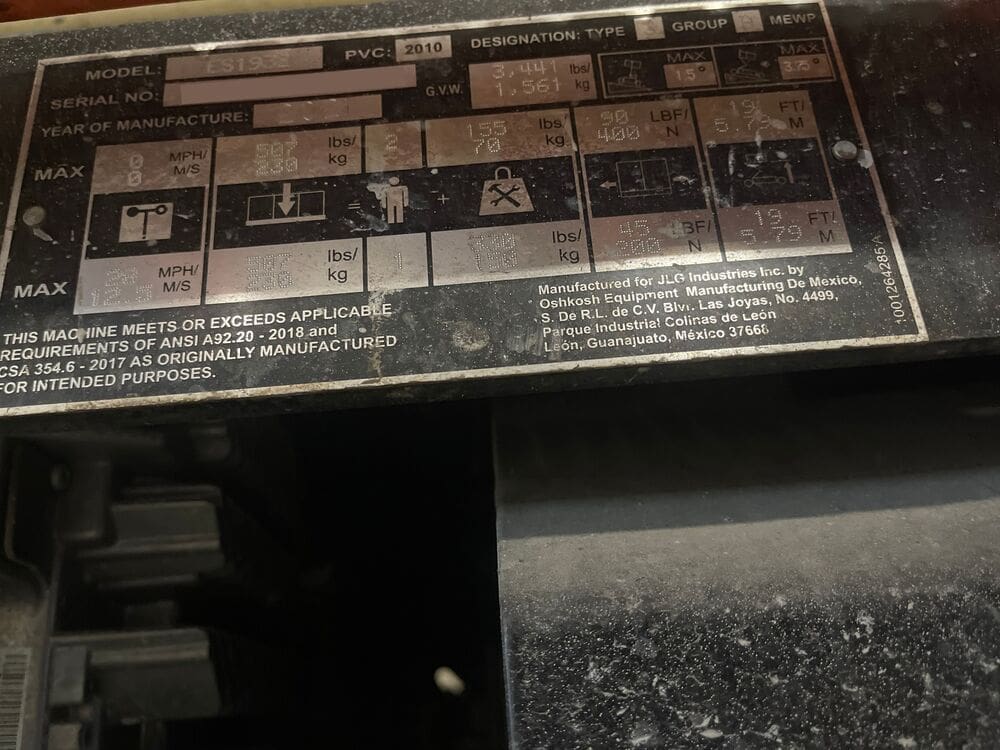 MODEL: ES1932 PVC: 2010 DESIGNATION: TYPE 3 GROUP A MEWP
SERIAL NO:
G.V.W. 3,441 lbs/
1,561 kg
MAX 1.5°
MAX
YEAR OF MANUFACTURE:
MAX 0 MPH/ 507 lbs/ 2 155 lbs/ 90 LBF/ 19 FT/
0 M/S 230 kg 70 kg 400 N 5.79 M
= +
MAX MPH/ lbs/ 1 lbs/ 45 LBF/ 19 FT/
M/S kg kg 200 N 5.79 M
THIS MACHINE MEETS OR EXCEEDS APPLICABLE
REQUIREMENTS OF ANSI A92.20 - 2018 and
CSA 354.6 - 2017 AS ORIGINALLY MANUFACTURED
FOR INTENDED PURPOSES.
Manufactured for JLG Industries Inc. by
Oshkosh Equipment Manufacturing De Mexico,
S. De R.L. de C.V. Blvd. Las Joyas, No. 4499,
Parque Industrial Colinas de León
León, Guanajuato, México 37668
1001264285/A